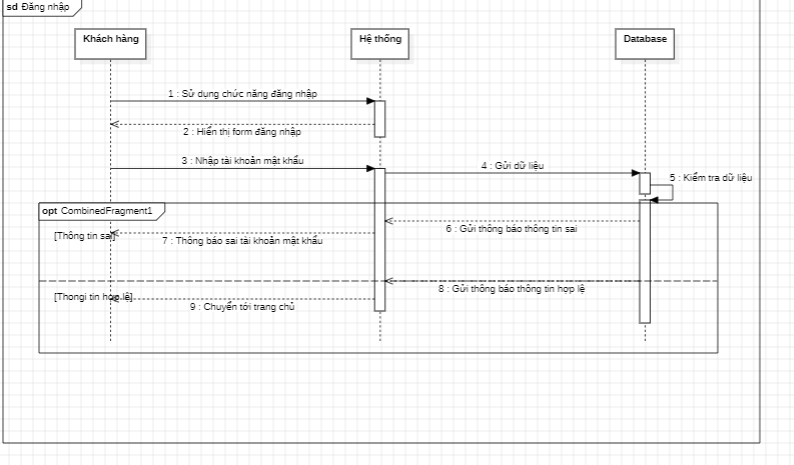 sd Đăng nhập
Khách hàng
Hệ thống
Database
1 : Sử dụng chức năng đăng nhập
2 : Hiển thị form đăng nhập
3 : Nhập tài khoản mật khẩu
4 : Gửi dữ liệu
5 : Kiểm tra dữ liệu
opt CombinedFragment1
6 : Gửi thông báo thông tin sai
[Thông tin sai]
7 : Thông báo sai tài khoản mật khẩu
8 : Gửi thông báo thông tin hợp lệ
[Thongi tin hợp lệ]
9 : Chuyển tới trang chủ